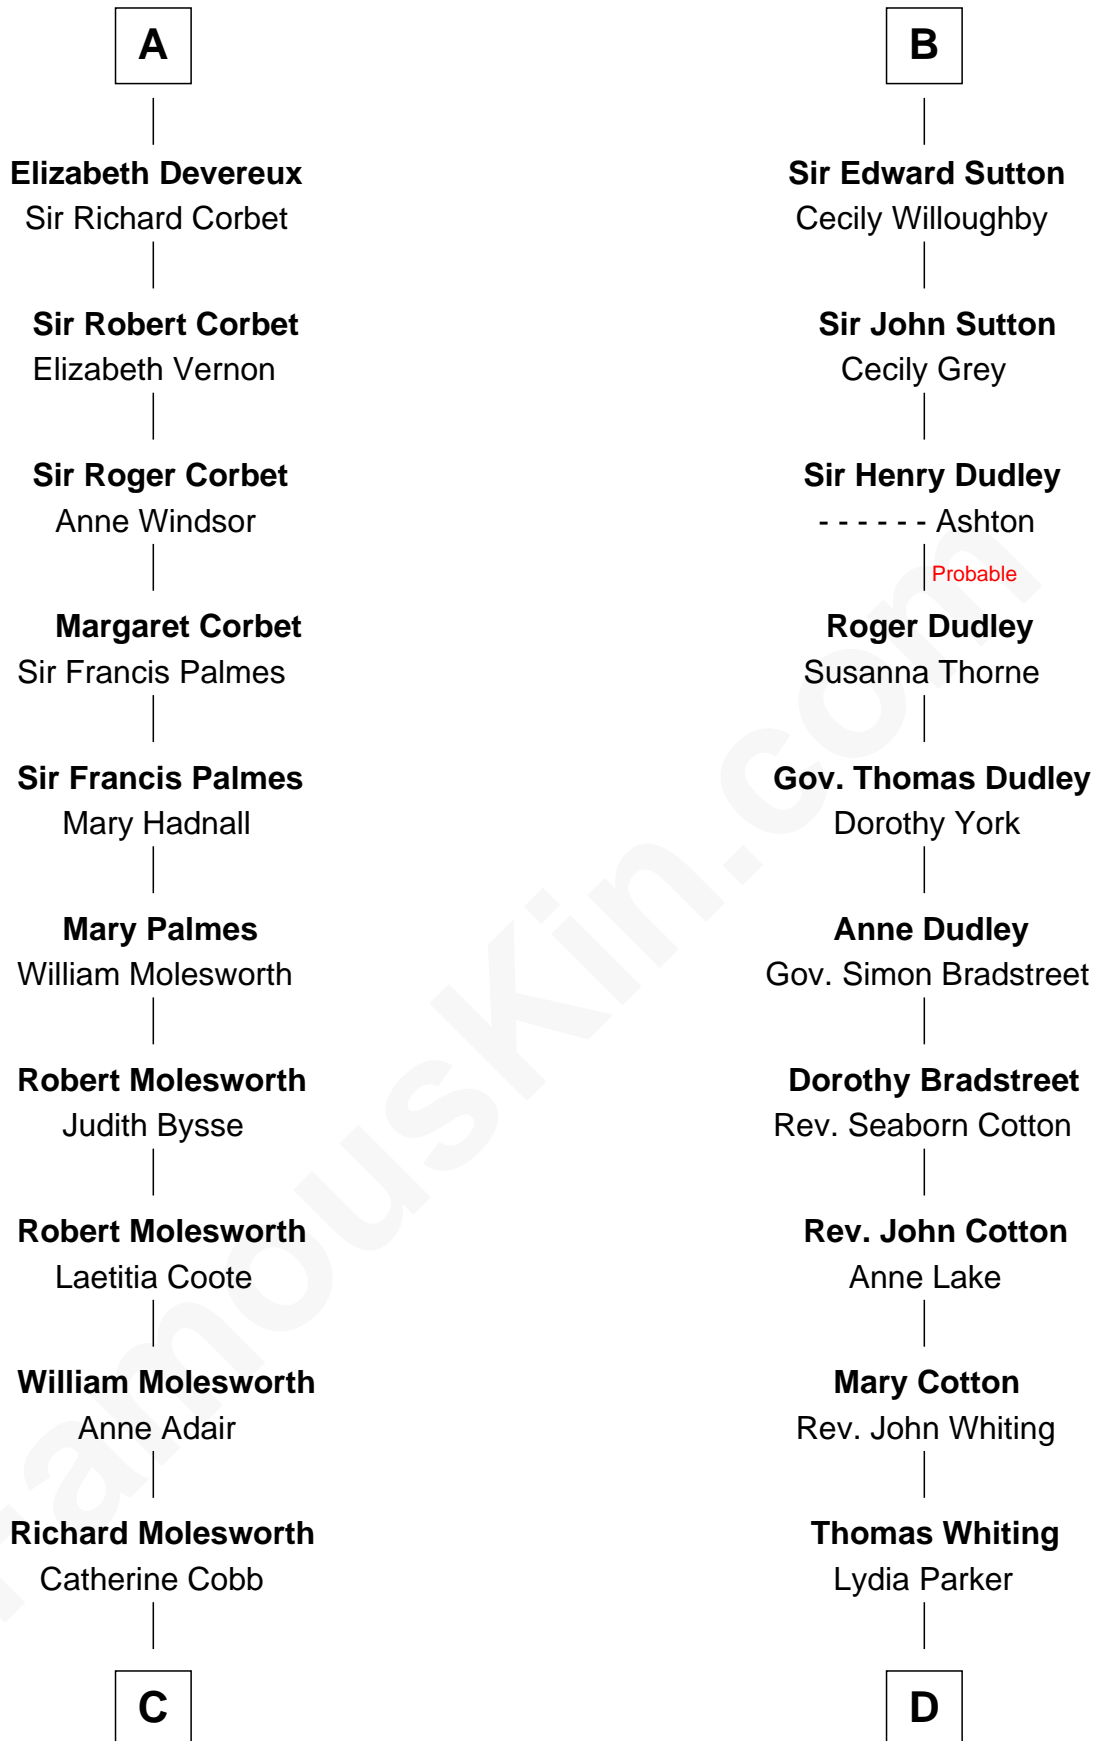 A
Elizabeth Devereux
Sir Richard Corbet
Sir Robert Corbet
Elizabeth Vernon
Sir Roger Corbet
Anne Windsor
Margaret Corbet
Sir Francis Palmes
Sir Francis Palmes
Mary Hadnall
Mary Palmes
William Molesworth
Robert Molesworth
Judith Bysse
Robert Molesworth
Laetitia Coote
William Molesworth
Anne Adair
Richard Molesworth
Catherine Cobb
C
B
Sir Edward Sutton
Cecily Willoughby
Sir John Sutton
Cecily Grey
Sir Henry Dudley
- - - - - - Ashton
Probable
Roger Dudley
Susanna Thorne
Gov. Thomas Dudley
Dorothy York
Anne Dudley
Gov. Simon Bradstreet
Dorothy Bradstreet
Rev. Seaborn Cotton
Rev. John Cotton
Anne Lake
Mary Cotton
Rev. John Whiting
Thomas Whiting
Lydia Parker
D
FamousKin.com